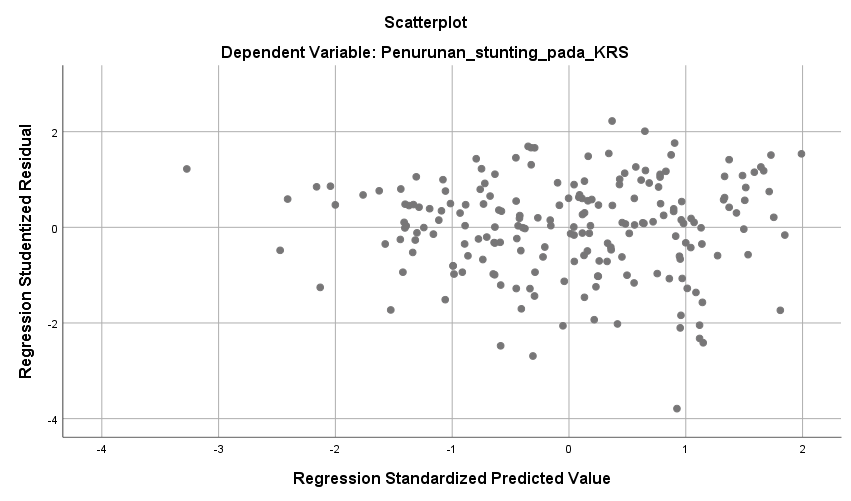 Scatterplot
Dependent Variable: Penurunan_stunting_pada_KRS
Regression Studentized Residual
2
0
-2
-4
-4 -3 -2 -1 0 1 2
Regression Standardized Predicted Value